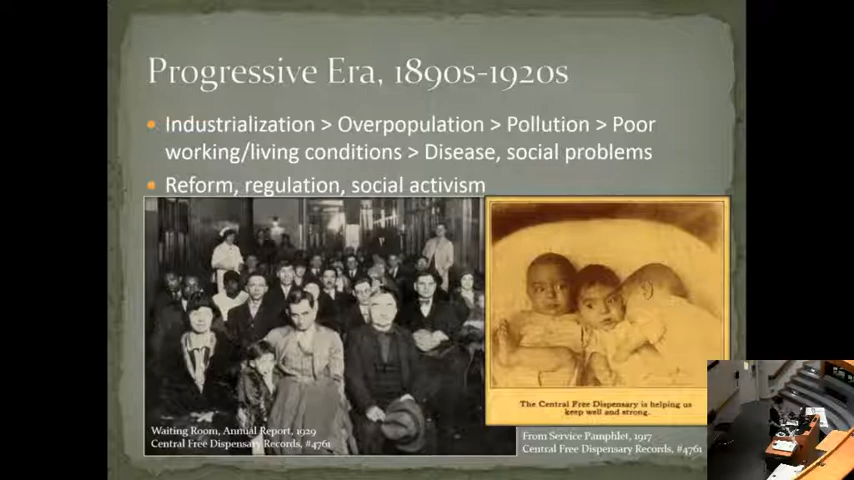 Progressive Era, 1890s-1920s
Industrialization > Overpopulation > Pollution > Poor
working/living conditions > Disease, social problems
Reform, regulation, social activism
Waiting Room, Annual Report, 1929
Central Free Dispensary Records, #4761
The Central Free Dispensary is helping us
keep well and strong.
From Service Pamphlet, 1917
Central Free Dispensary Records, #4761